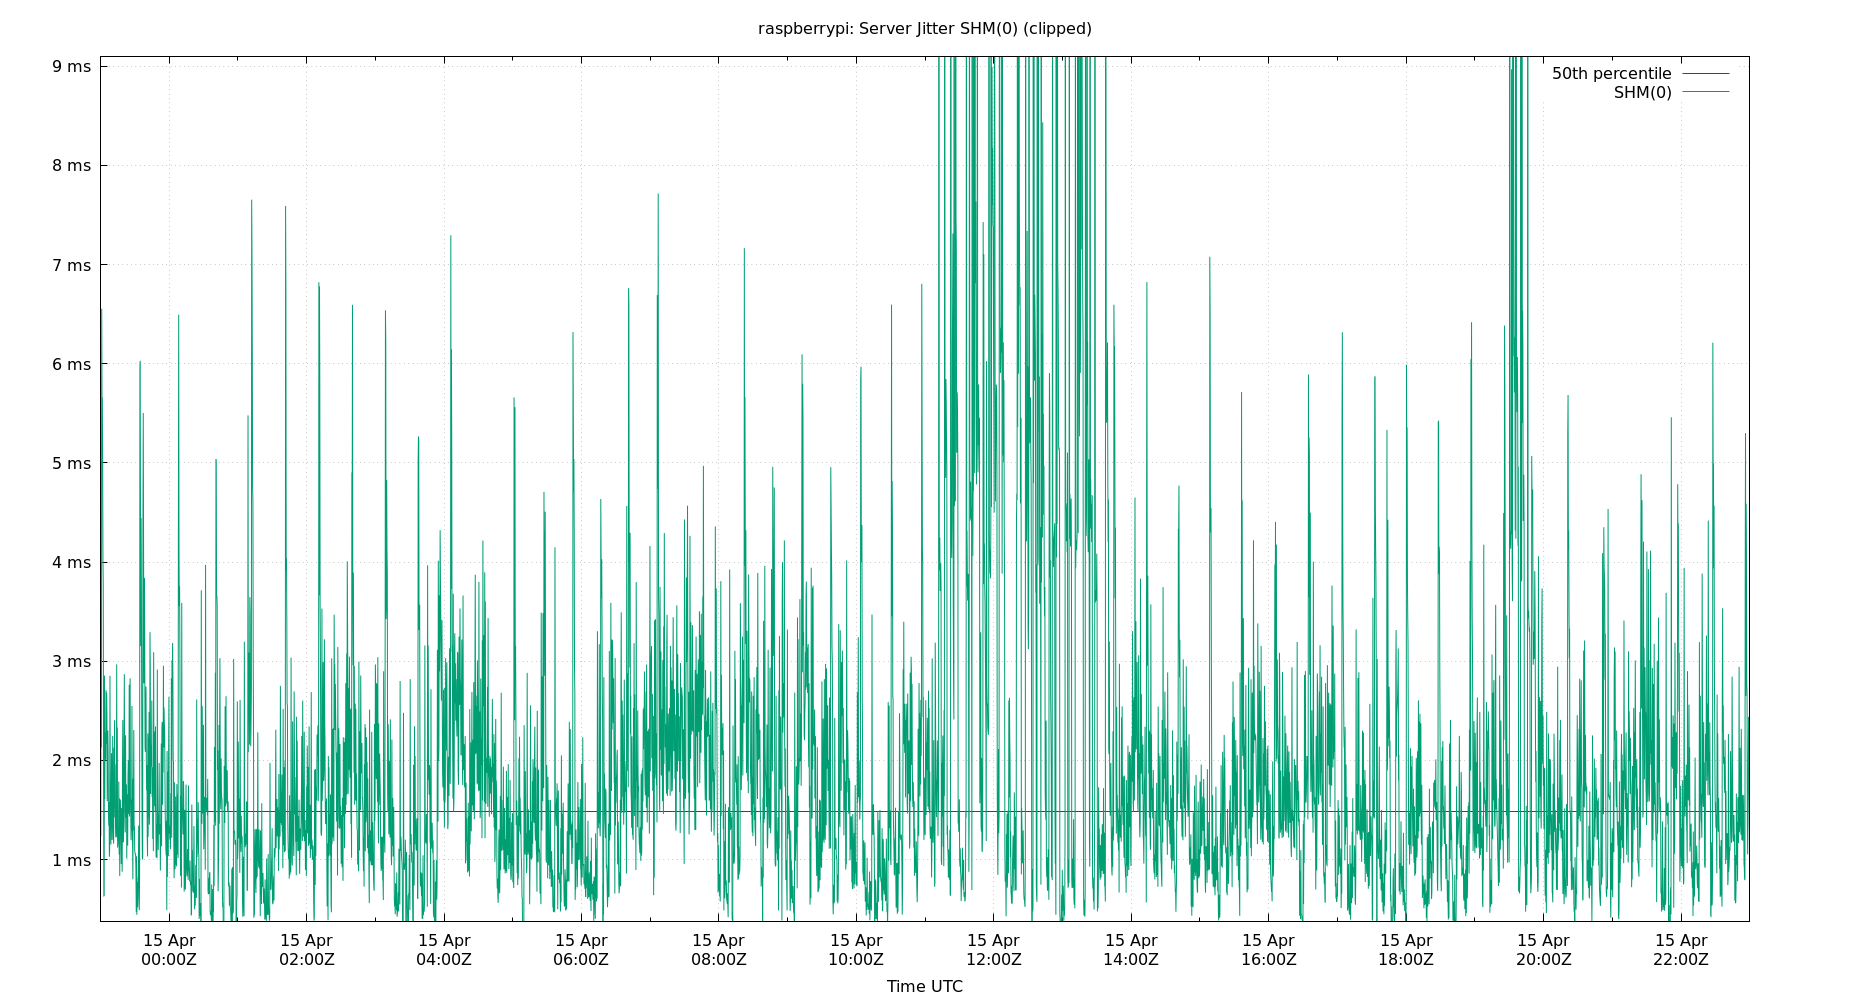 raspberrypi: Server Jitter SHM(0) (clipped)
9 ms
50th percentile
SHM(0)
8 ms
7 ms
6 ms
5 ms
4 ms
3 ms
2 ms
1 ms
15 Apr 15 Apr 15 Apr 15 Apr 15 Apr 15 Apr 15 Apr 15 Apr 15 Apr 15 Apr 15 Apr 15 Apr
00:00Z 02:00Z 04:00Z 06:00Z 08:00Z 10:00Z 12:00Z 14:00Z 16:00Z 18:00Z 20:00Z 22:00Z
Time UTC